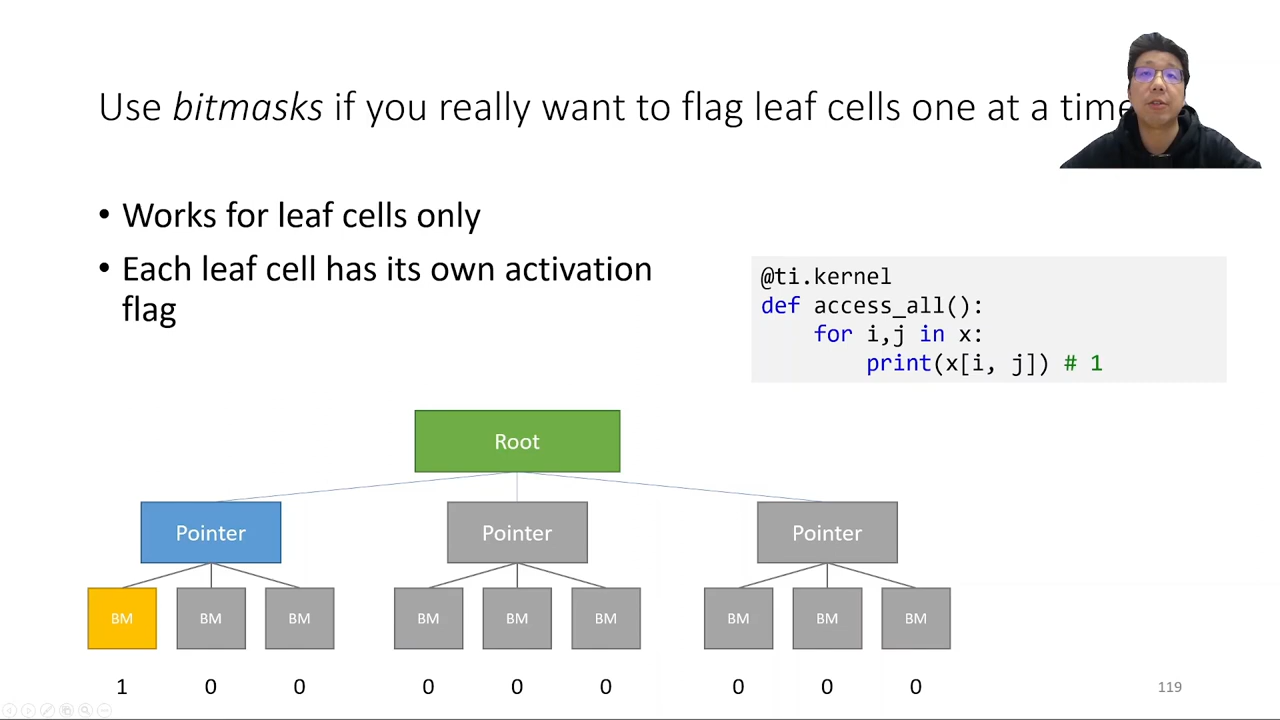 Use bitmasks if you really want to flag leaf cells one at a time
• Works for leaf cells only
• Each leaf cell has its own activation
flag
@ti.kernel
def access_all():
    for i,j in x:
        print(x[i, j]) # 1
Root
Pointer Pointer Pointer
BM BM BM BM BM BM BM BM BM
1 0 0 0 0 0 0 0 0
119